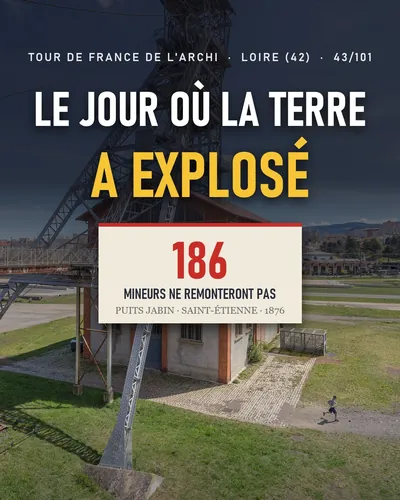 TOUR DE FRANCE DE L'ARCHI · LOIRE (42) · 43/101
LE JOUR OÙ LA TERRE
A EXPLOSÉ
186
MINEURS NE REMONTERONT PAS
PUITS JABIN · SAINT-ÉTIENNE · 1876